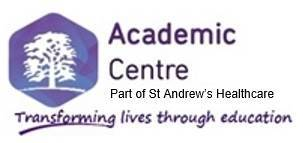 Academic
Centre
Part of St Andrew's Healthcare
Transforming lives through education